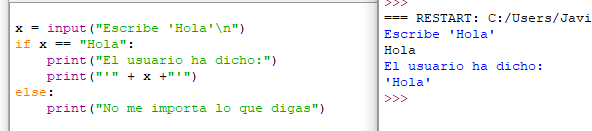 x = input("Escribe 'Hola'\n")
if x == "Hola":
    print("El usuario ha dicho:")
    print("'" + x +"'")
else:
    print("No me importa lo que digas")
>>>
=== RESTART: C:/Users/Javi
Escribe 'Hola'
Hola
El usuario ha dicho:
'Hola'
>>>